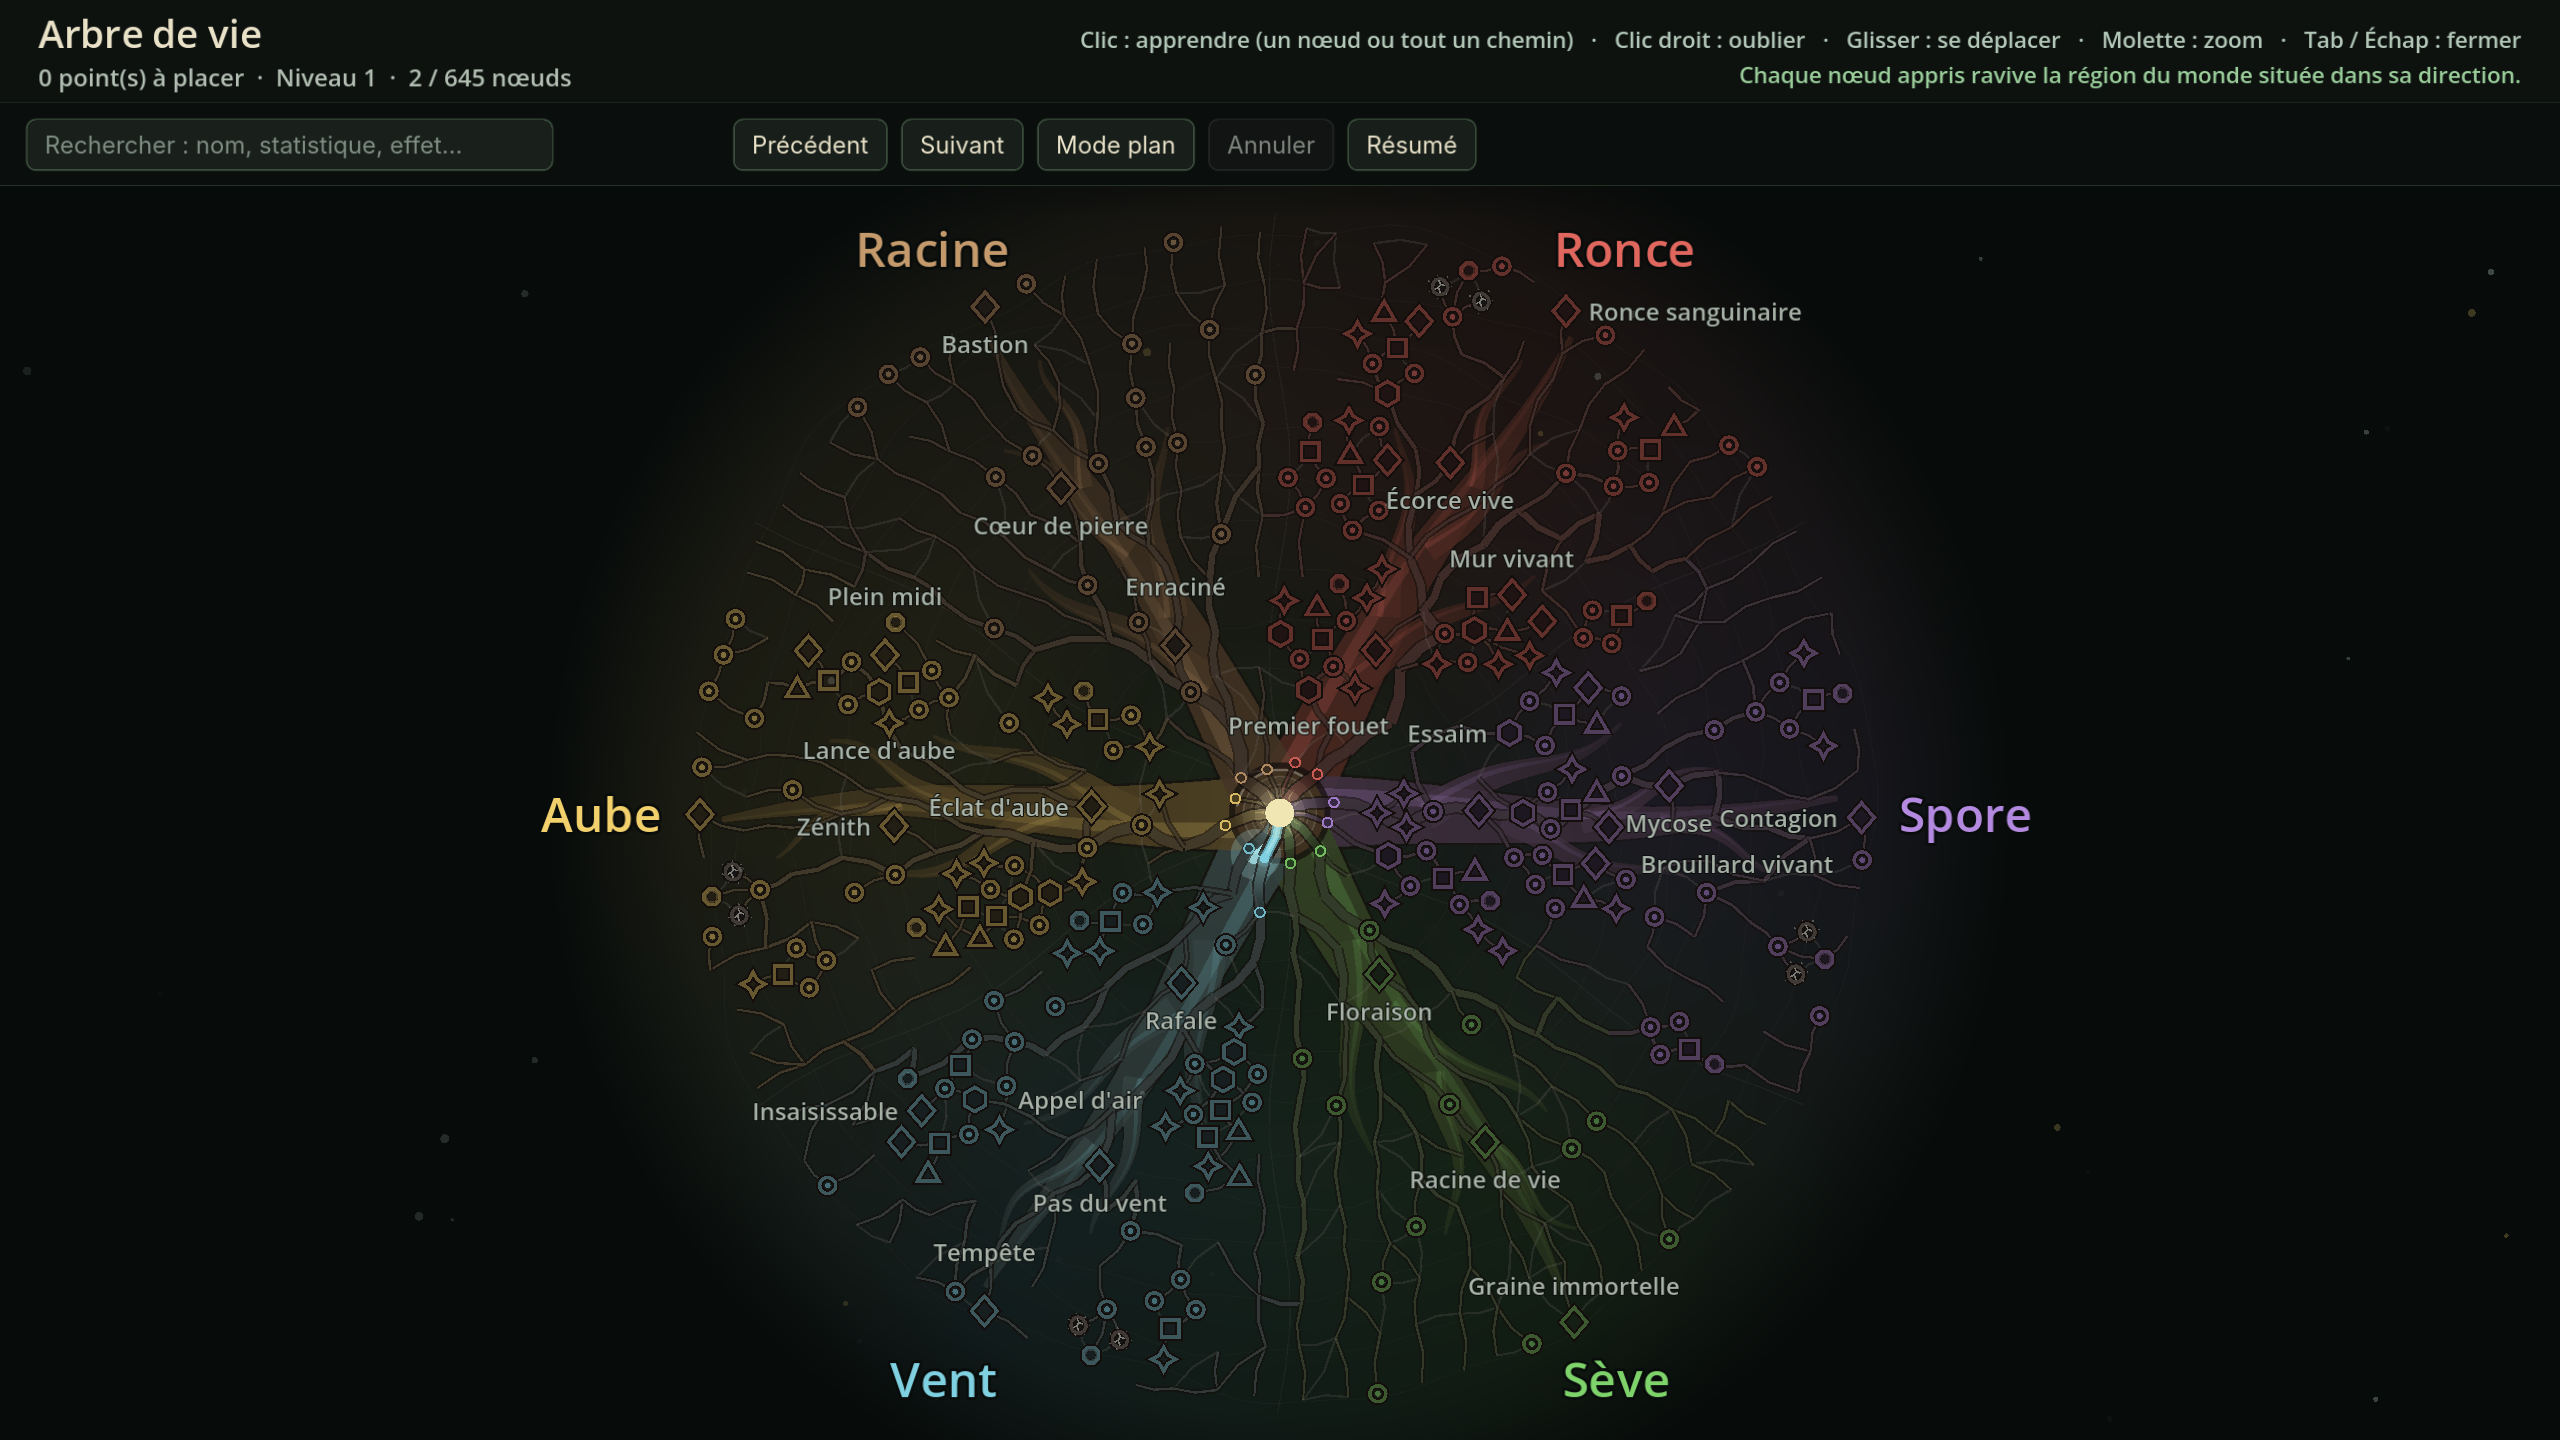 Arbre de vie
0 point(s) à placer · Niveau 1 · 2 / 645 nœuds
Clic : apprendre (un nœud ou tout un chemin) · Clic droit : oublier · Glisser : se déplacer · Molette : zoom · Tab / Échap : fermer
Chaque nœud appris ravive la région du monde située dans sa direction.
Rechercher : nom, statistique, effet...
Précédent
Suivant
Mode plan
Annuler
Résumé
Racine
Ronce
Ronce sanguinaire
Bastion
Écorce vive
Cœur de pierre
Mur vivant
Enraciné
Plein midi
Premier fouet
Essaim
Lance d'aube
Éclat d'aube
Aube
Zénith
Mycose
Contagion
Spore
Brouillard vivant
Rafale
Floraison
Appel d'air
Insaisissable
Racine de vie
Pas du vent
Tempête
Graine immortelle
Vent
Sève